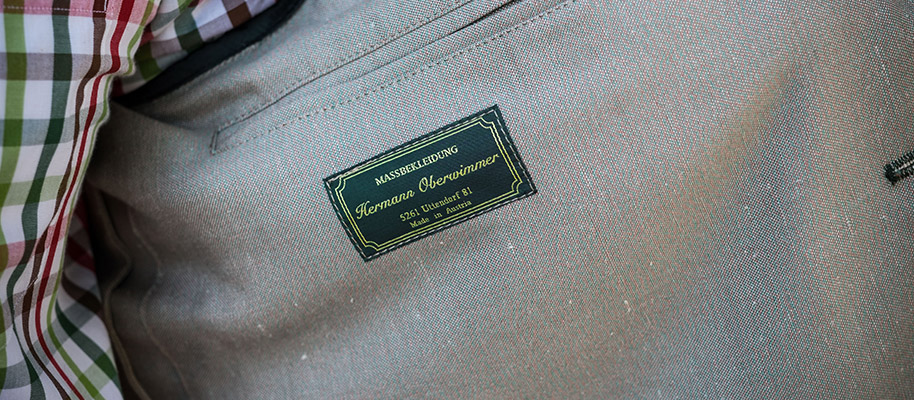 MASSBEKLEIDUNG
Hermann Oberwimmer
5261 Uttendorf 81
Made in Austria